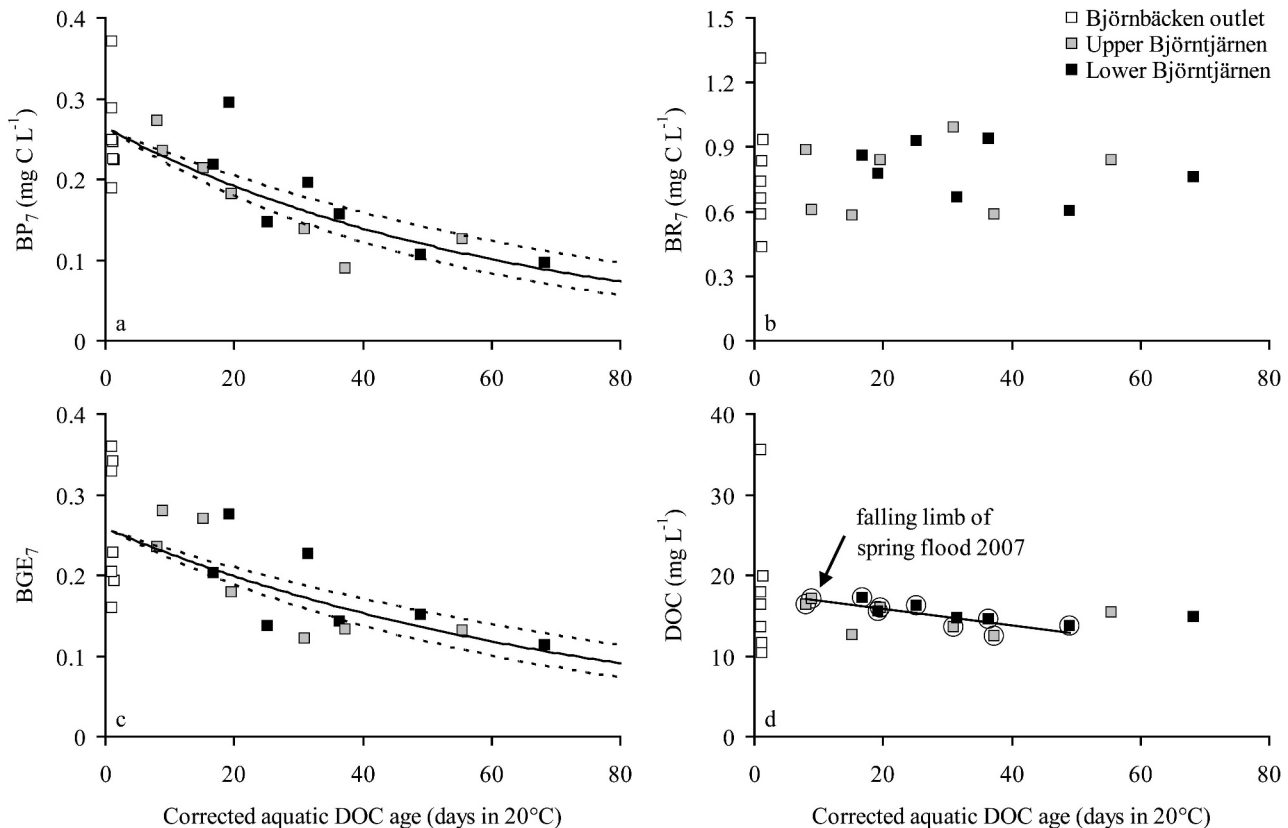 0.4
0.3
0.2
0.1
0
BP₇ (mg C L⁻¹)
a
0 20 40 60 80
1.5
1.2
0.9
0.6
0.3
0
BR₇ (mg C L⁻¹)
b
0 20 40 60 80
Björnbäcken outlet
Upper Björntjärnen
Lower Björntjärnen
0.4
0.3
0.2
0.1
0
BGE₇
c
0 20 40 60 80
Corrected aquatic DOC age (days in 20°C)
40
30
20
10
0
DOC (mg L⁻¹)
falling limb of
spring flood 2007
d
0 20 40 60 80
Corrected aquatic DOC age (days in 20°C)